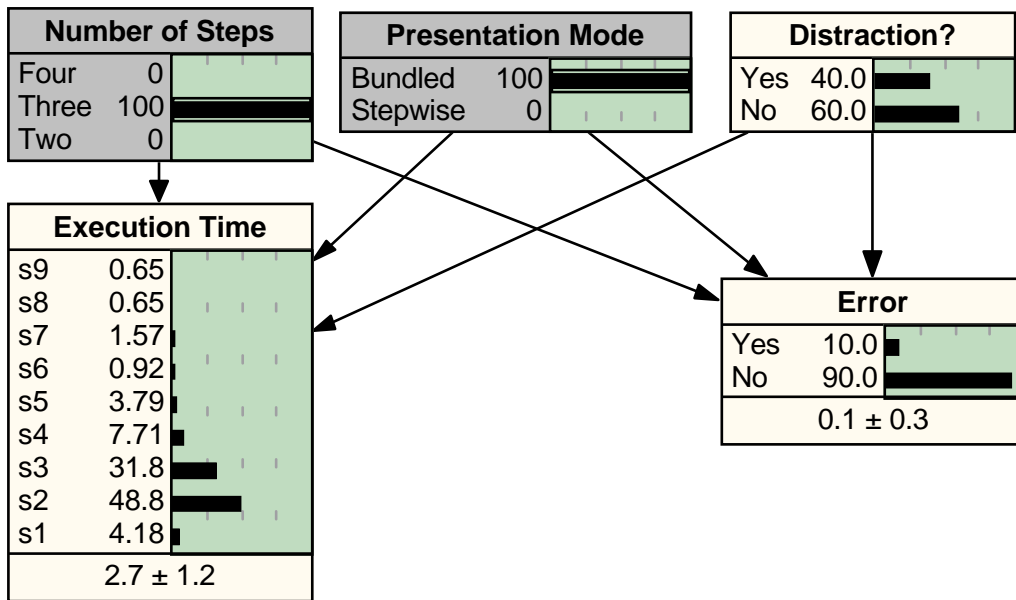 Number of Steps
Four 0
Three 100
Two 0
Presentation Mode
Bundled 100
Stepwise 0
Distraction?
Yes 40.0
No 60.0
Execution Time
s9 0.65
s8 0.65
s7 1.57
s6 0.92
s5 3.79
s4 7.71
s3 31.8
s2 48.8
s1 4.18
2.7 ± 1.2
Error
Yes 10.0
No 90.0
0.1 ± 0.3